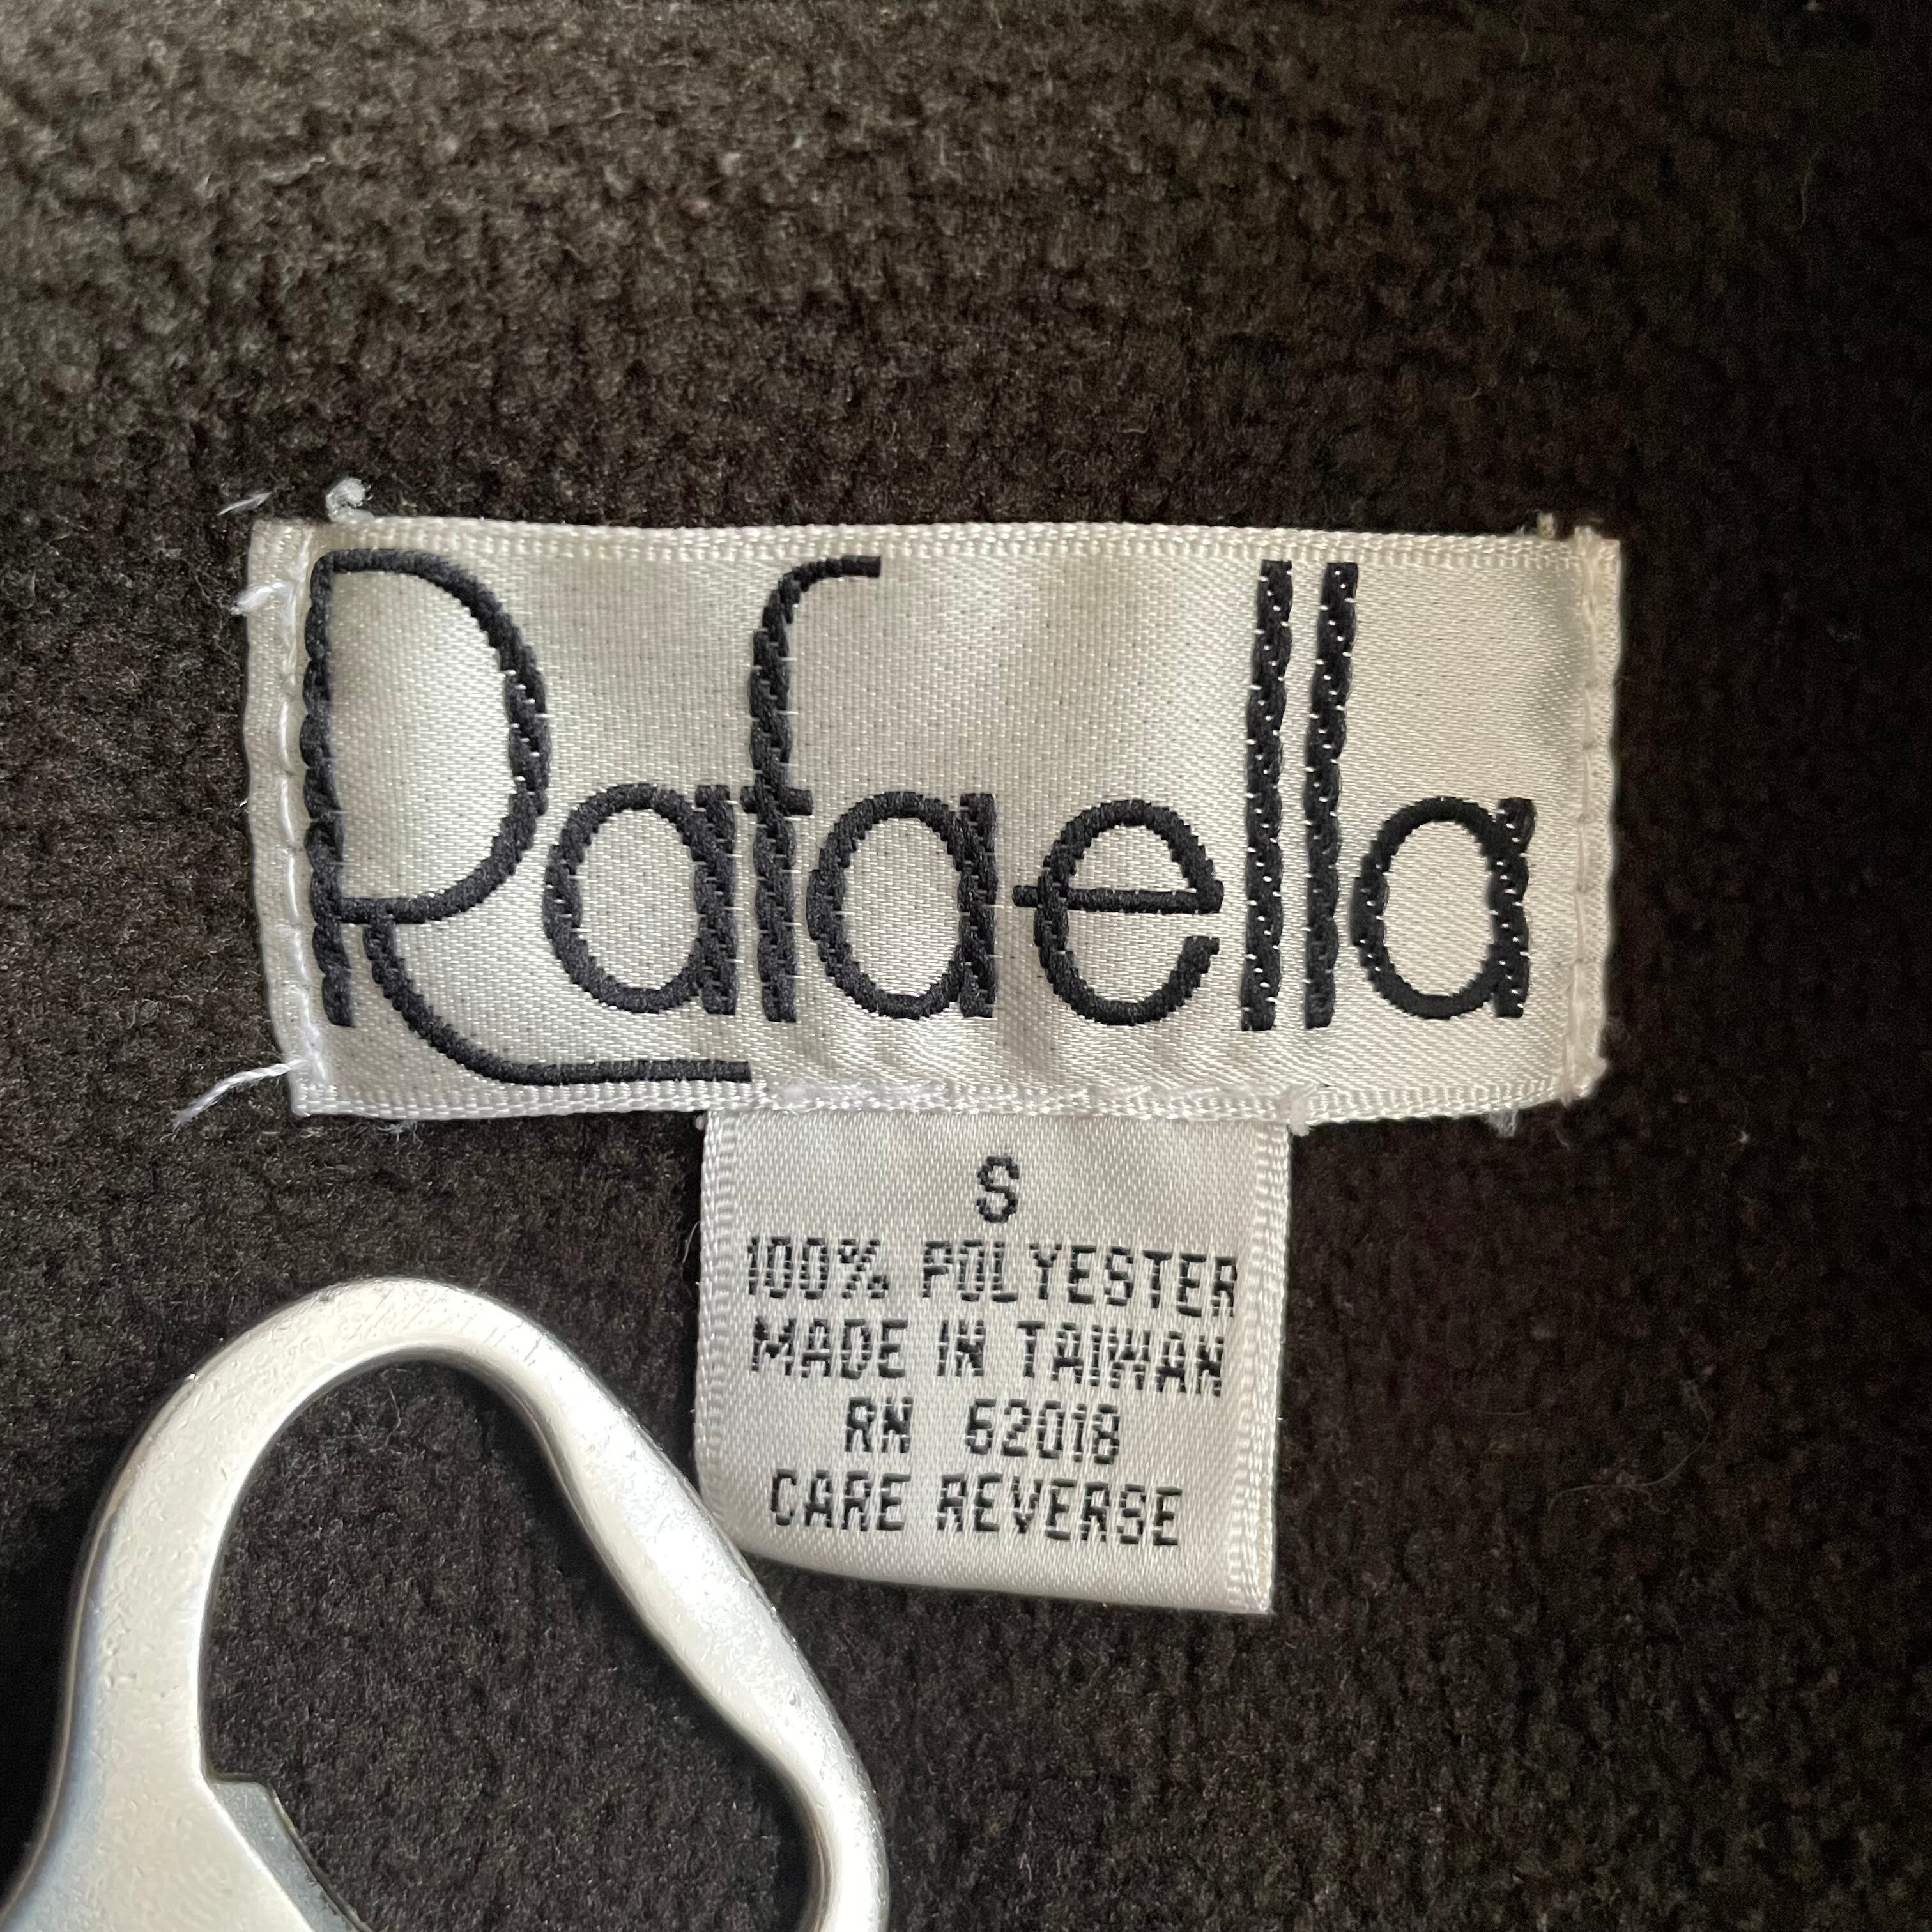 Rafaella
S
100% POLYESTER
MADE IN TAIWAN
RN 62018
CARE REVERSE